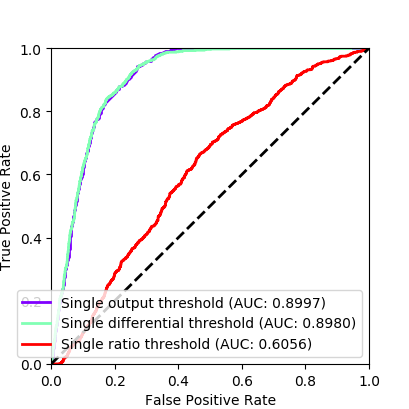 1.0
0.8
0.6
0.4
0.2
0.0
True Positive Rate
Single output threshold (AUC: 0.8997)
Single differential threshold (AUC: 0.8980)
Single ratio threshold (AUC: 0.6056)
0.0 0.2 0.4 0.6 0.8 1.0
False Positive Rate